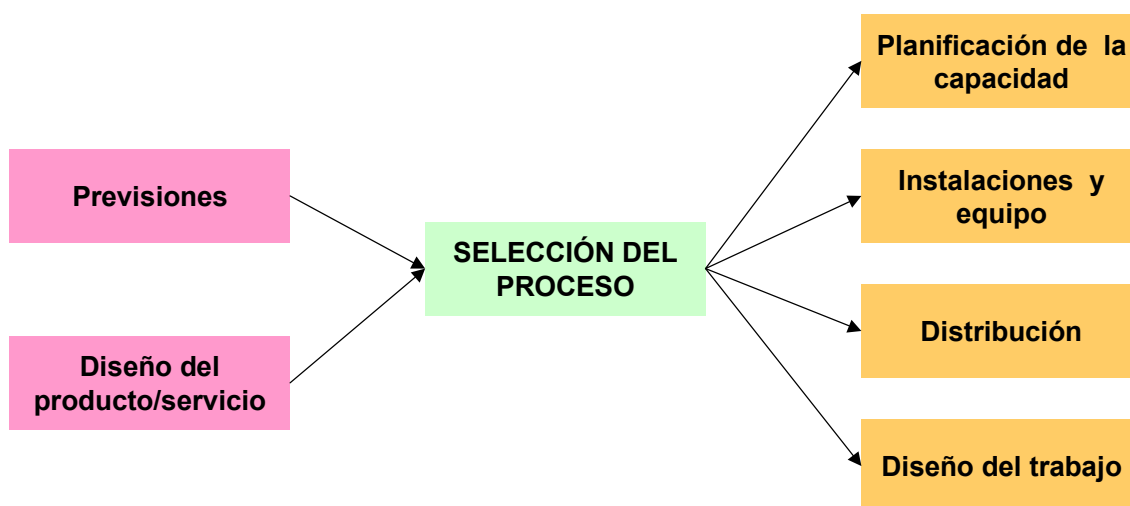 Previsiones
Diseño del
producto/servicio
SELECCIÓN DEL
PROCESO
Planificación de la
capacidad
Instalaciones y
equipo
Distribución
Diseño del trabajo